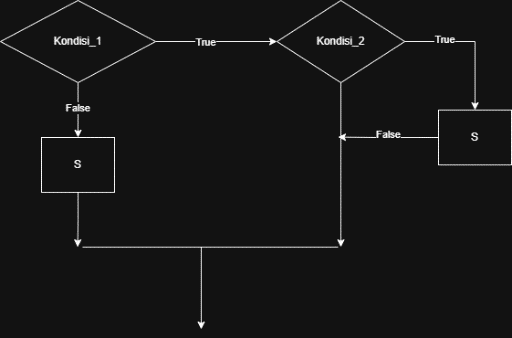 Kondisi_1
True
Kondisi_2
True
False
S
False
S